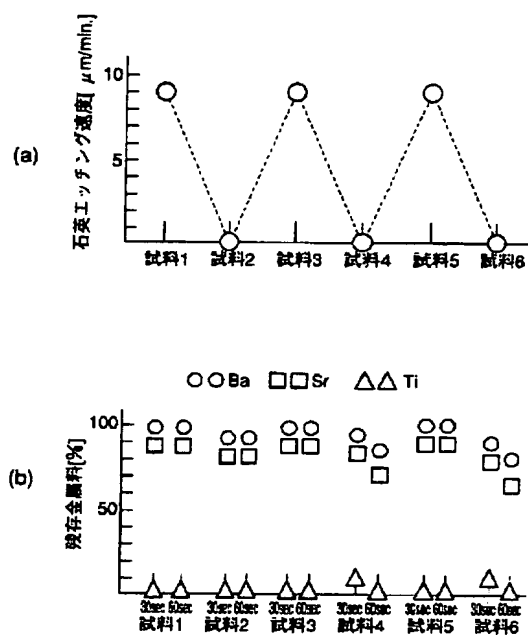 (a)
石英エッチング速度[ μm/min.]
10
5
試料1 試料2 試料3 試料4 試料5 試料6
(b)
○○Ba □□Sr △△Ti
残存金属料[%]
100
50
30sec 60sec 30sec 60sec 30sec 60sec 30sec 60sec 30sec 60sec 30sec 60sec
試料1 試料2 試料3 試料4 試料5 試料6